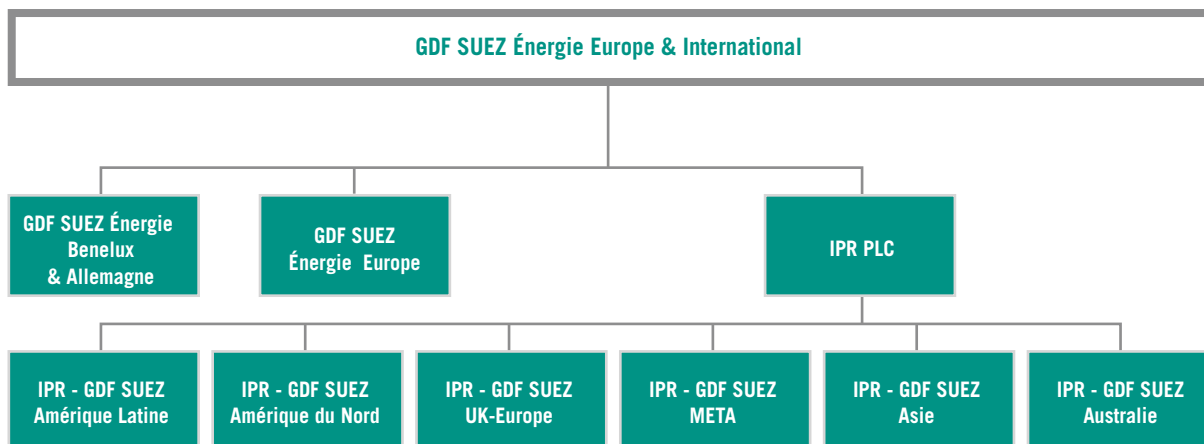 GDF SUEZ Énergie Europe & International
GDF SUEZ Énergie
Benelux
& Allemagne
GDF SUEZ
Énergie Europe
IPR PLC
IPR - GDF SUEZ
Amérique Latine
IPR - GDF SUEZ
Amérique du Nord
IPR - GDF SUEZ
UK-Europe
IPR - GDF SUEZ
META
IPR - GDF SUEZ
Asie
IPR - GDF SUEZ
Australie